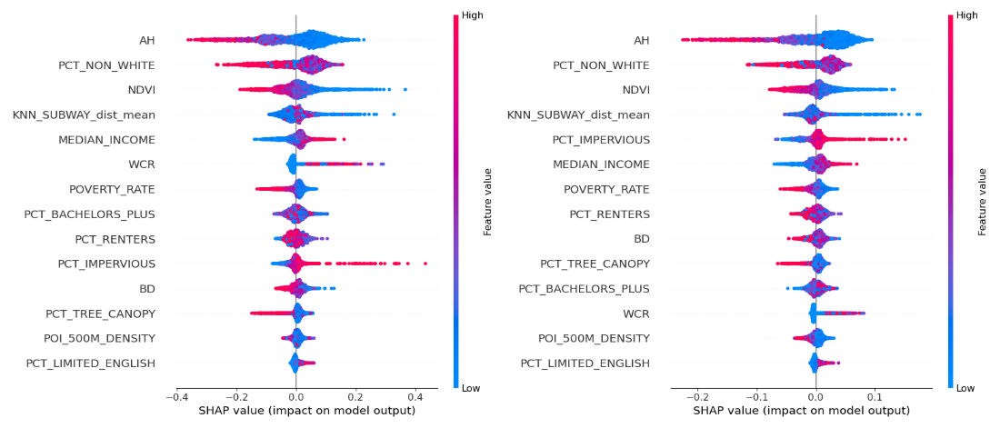 High
AH
PCT_NON_WHITE
NDVI
KNN_SUBWAY_dist_mean
MEDIAN_INCOME
WCR
POVERTY_RATE
PCT_BACHELORS_PLUS
PCT_RENTERS
PCT_IMPERVIOUS
BD
PCT_TREE_CANOPY
POI_500M_DENSITY
PCT_LIMITED_ENGLISH
Feature value
Low
−0.4 −0.2 0.0 0.2 0.4
SHAP value (impact on model output)
High
AH
PCT_NON_WHITE
NDVI
KNN_SUBWAY_dist_mean
PCT_IMPERVIOUS
MEDIAN_INCOME
POVERTY_RATE
PCT_RENTERS
BD
PCT_TREE_CANOPY
PCT_BACHELORS_PLUS
WCR
POI_500M_DENSITY
PCT_LIMITED_ENGLISH
Feature value
Low
−0.2 −0.1 0.0 0.1
SHAP value (impact on model output)